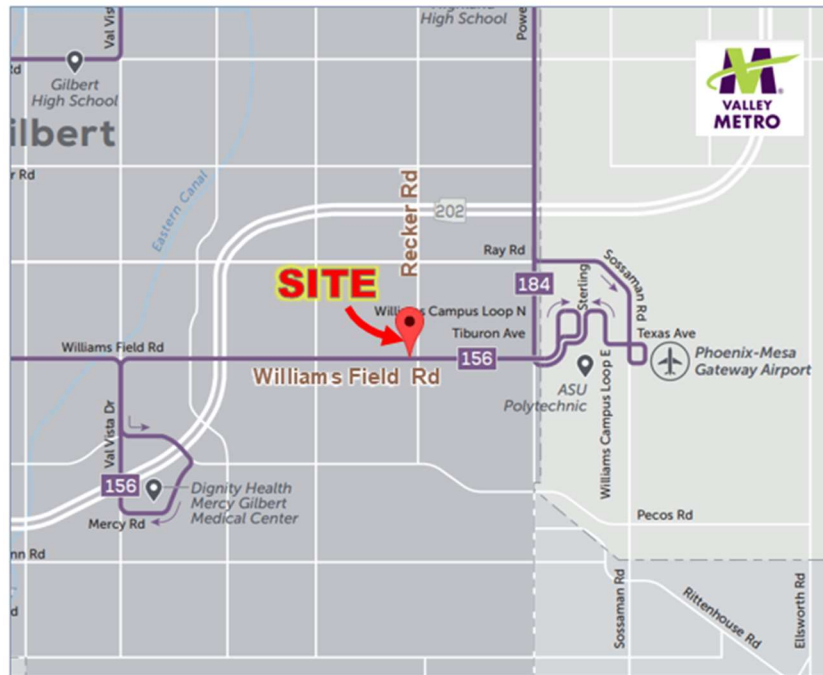 Val Vis
High School
Powe
Gilbert
High School
VALLEY
METRO
ilbert
r Rd
Eastern Canal
Recker Rd
202
Ray Rd
Sossaman Rd
SITE
184
Sterling
Williams Campus Loop N
Tiburon Ave
Texas Ave
Williams Field Rd
156
Phoenix-Mesa
Gateway Airport
Williams Field Rd
ASU
Polytechnic
Williams Campus Loop E
Val Vista Dr
156
Dignity Health
Mercy Gilbert
Medical Center
Mercy Rd
Pecos Rd
nn Rd
Sossaman Rd
Rittenhouse Rd
Ellsworth Rd